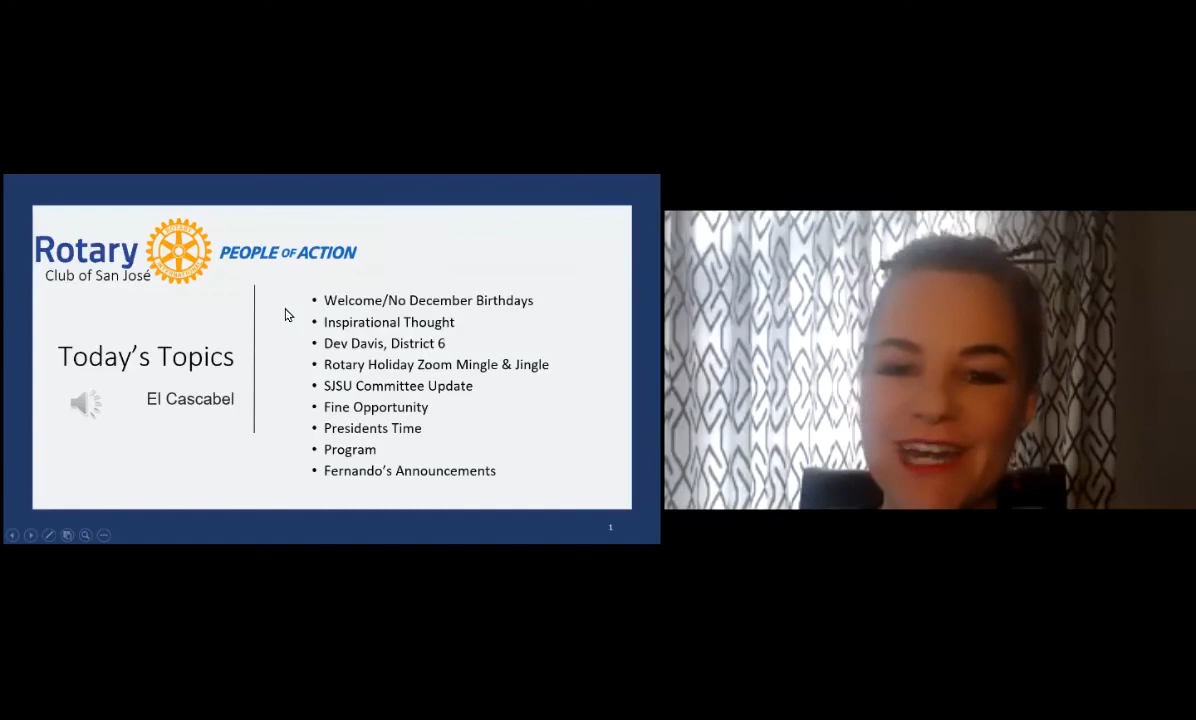 Rotary
ROTARY
INTERNATIONAL
PEOPLE OF ACTION
Club of San José
Today's Topics
El Cascabel
• Welcome/No December Birthdays
• Inspirational Thought
• Dev Davis, District 6
• Rotary Holiday Zoom Mingle & Jingle
• SJSU Committee Update
• Fine Opportunity
• Presidents Time
• Program
• Fernando's Announcements
1